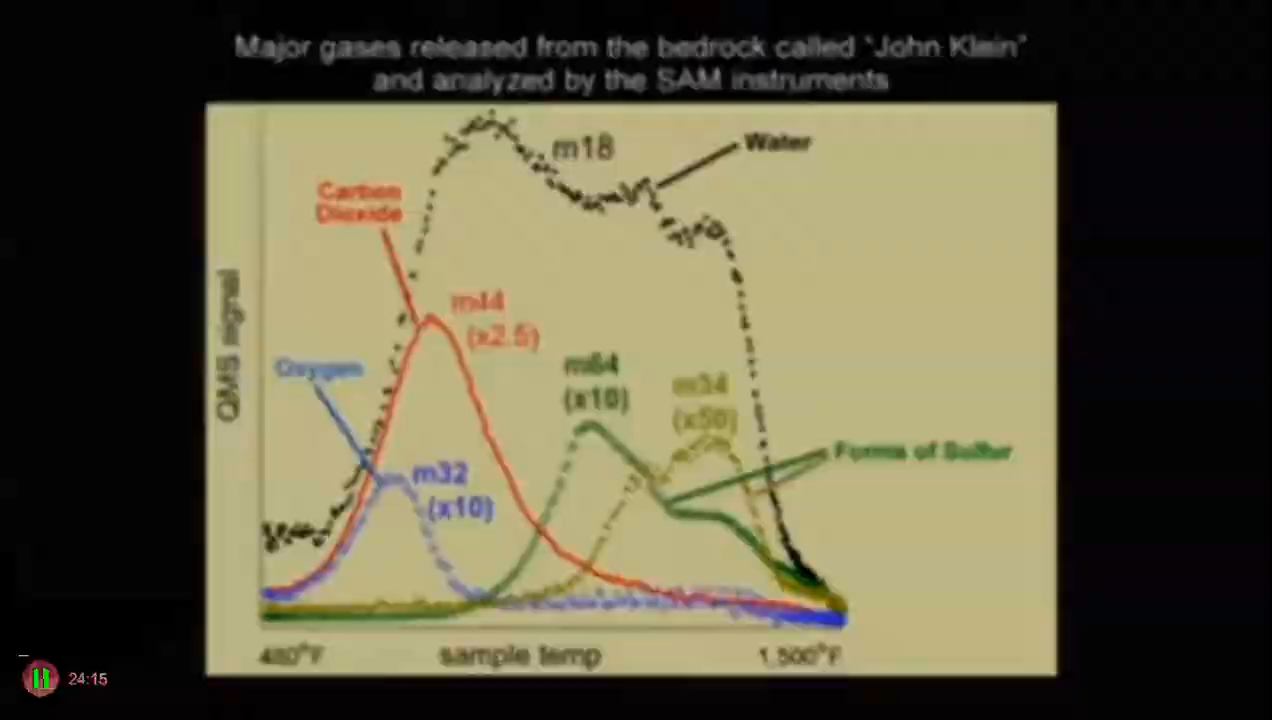 Major gases released from the bedrock called "John Klein"
and analyzed by the SAM instruments
m18
Water
Carbon
Dioxide
m44
(x2.5)
Oxygen
m64
(x10)
m34
(x50)
QMS signal
Forms of Sulfur
m32
(x10)
480°F
sample temp
1,500°F
24:15